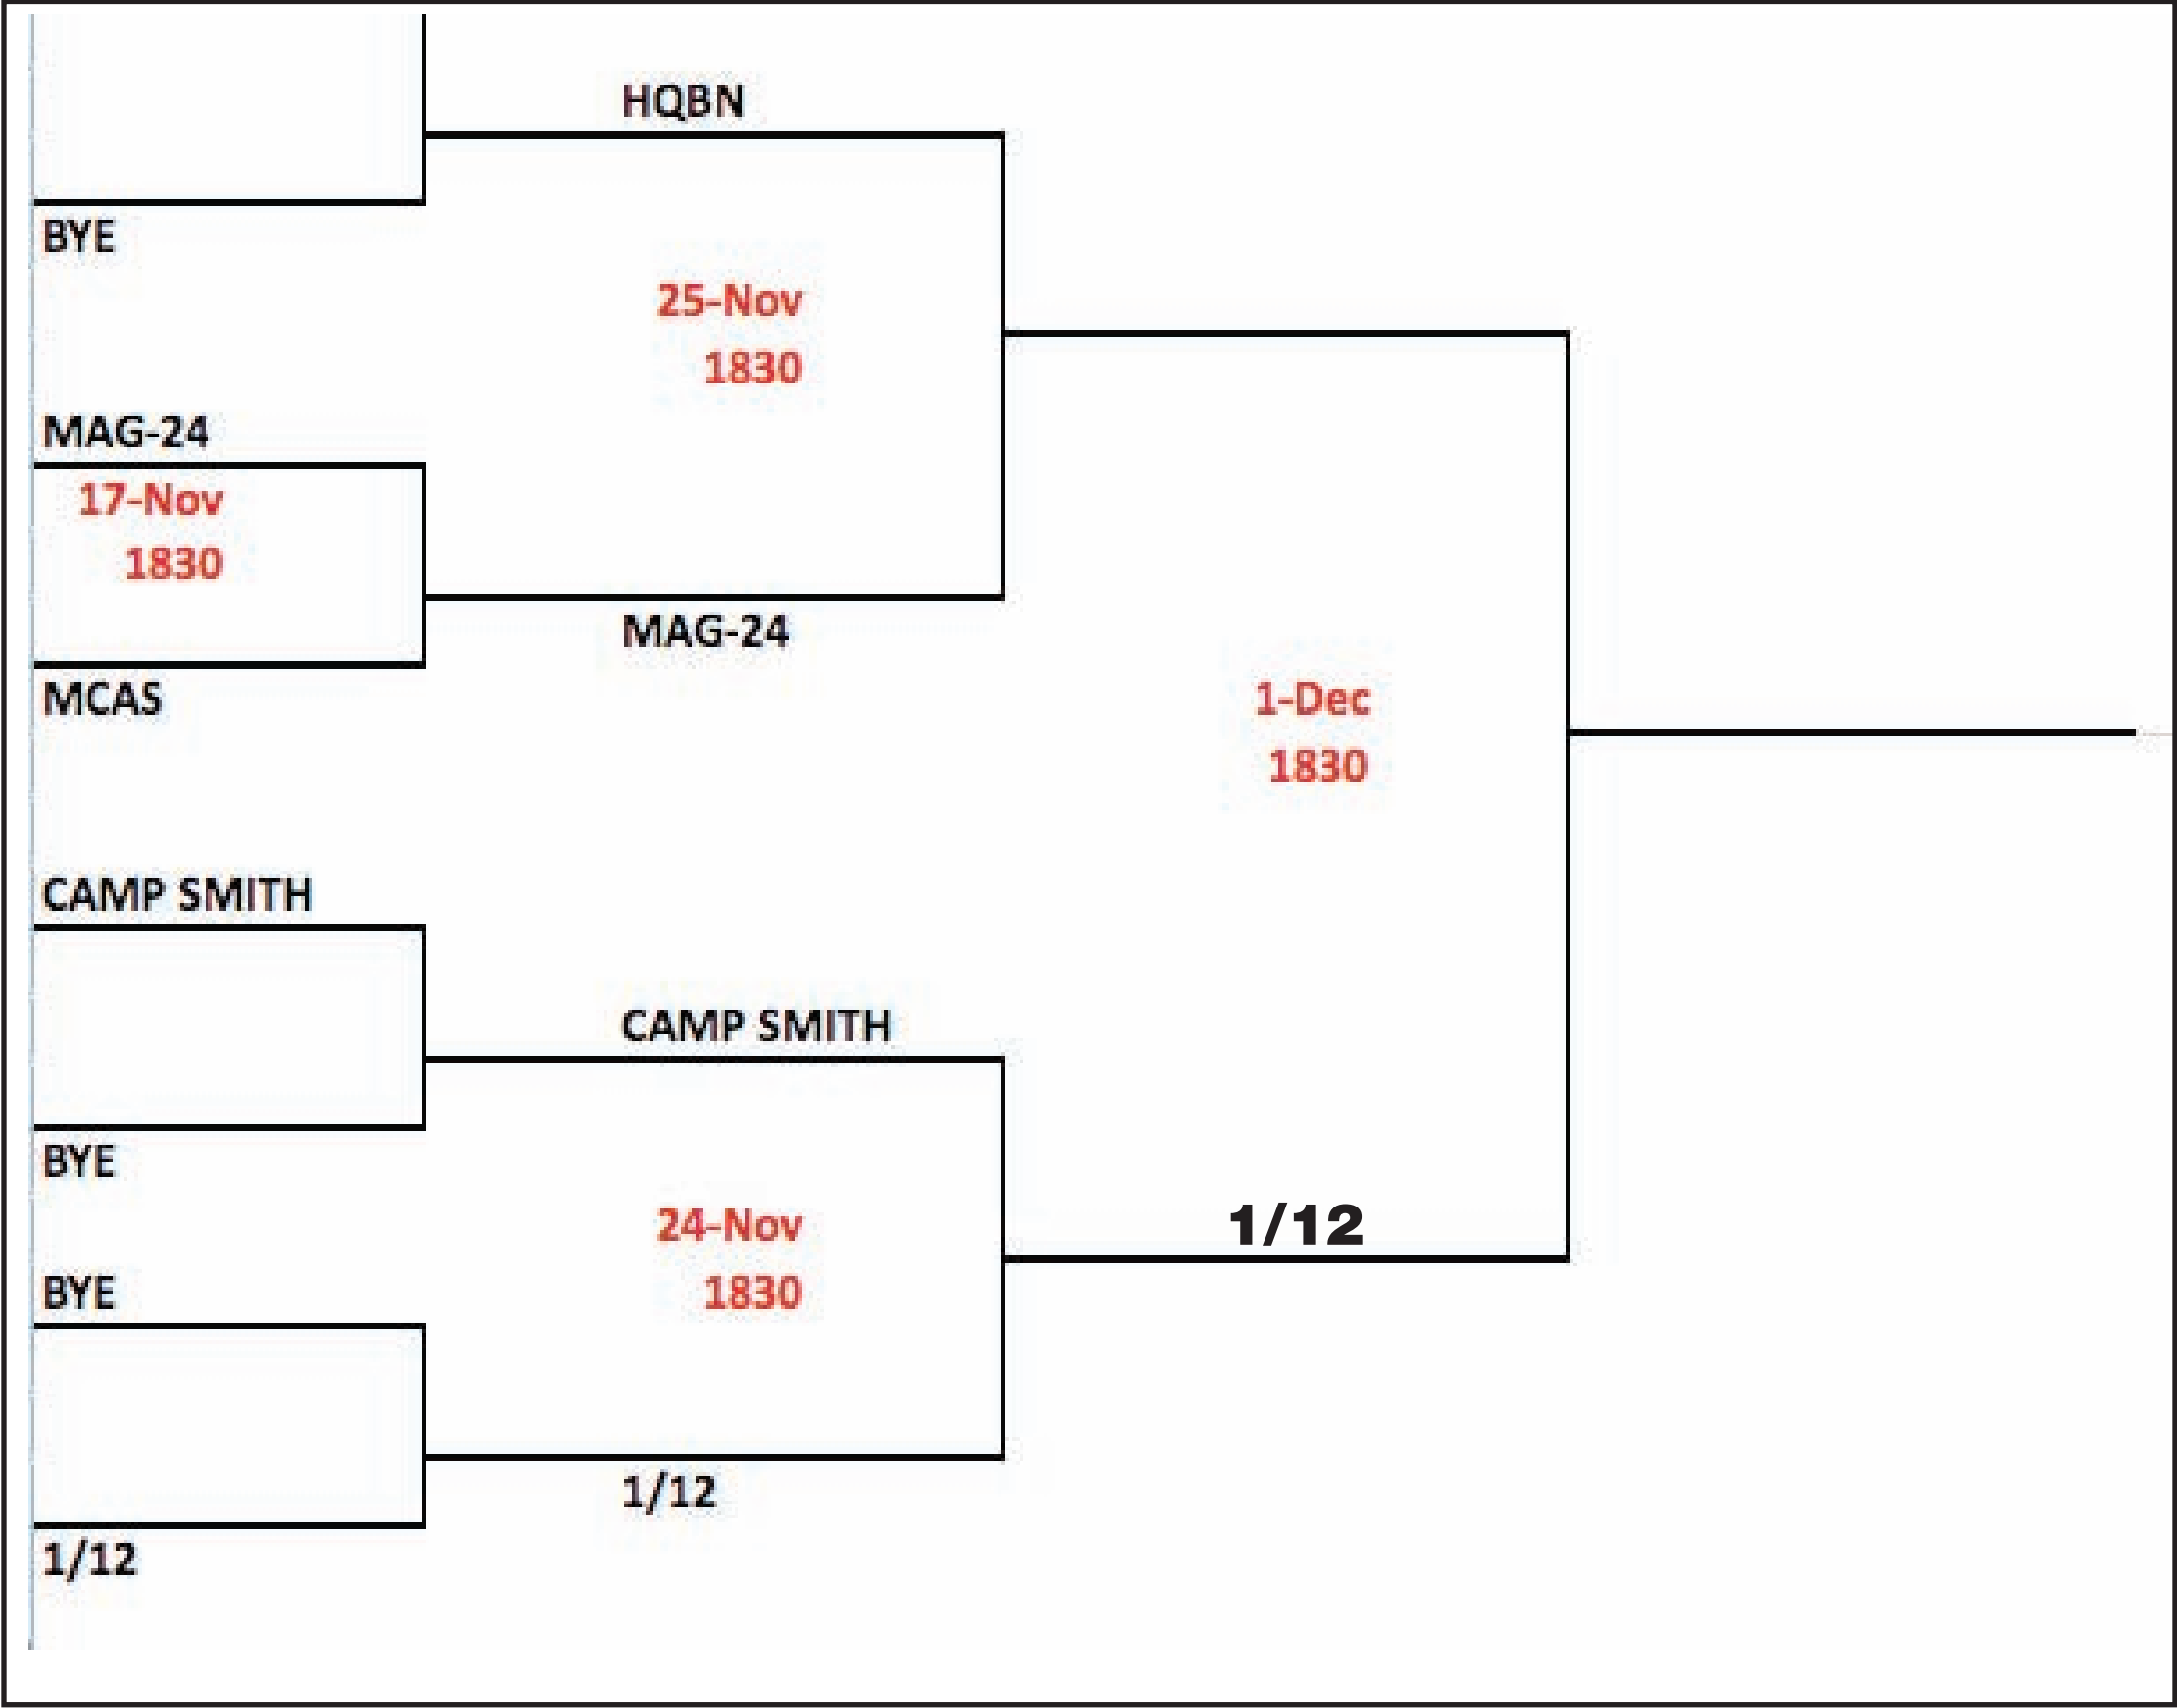 HQBN
BYE
25-Nov
1830
MAG-24
17-Nov
1830
MAG-24
MCAS
1-Dec
1830
CAMP SMITH
CAMP SMITH
BYE
24-Nov
1830
1/12
BYE
1/12
1/12